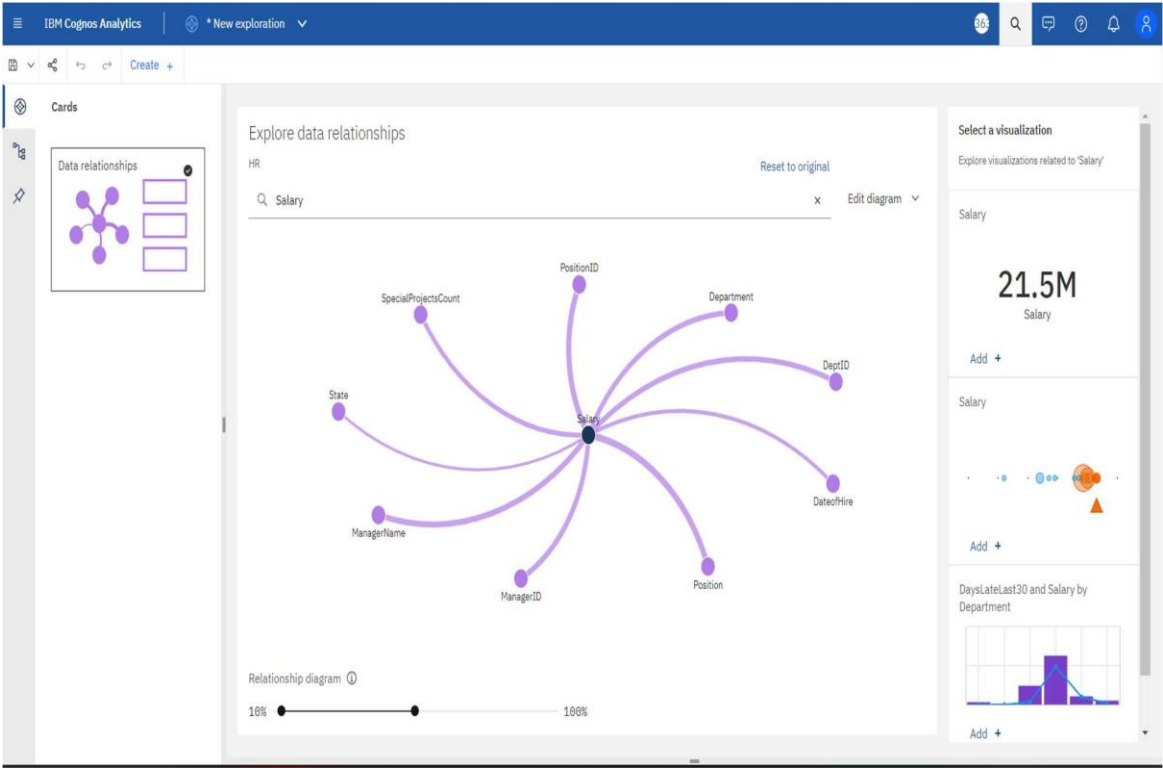 IBM Cognos Analytics
* New exploration
363
Create +
Cards
Data relationships
Explore data relationships
HR
Reset to original
Salary
x
Edit diagram
PositionID
SpecialProjectsCount
Department
DeptID
State
Salary
DateofHire
ManagerName
ManagerID
Position
Relationship diagram
10%
100%
Select a visualization
Explore visualizations related to 'Salary'
Salary
21.5M
Salary
Add +
Salary
Add +
DaysLateLast30 and Salary by
Department
Add +